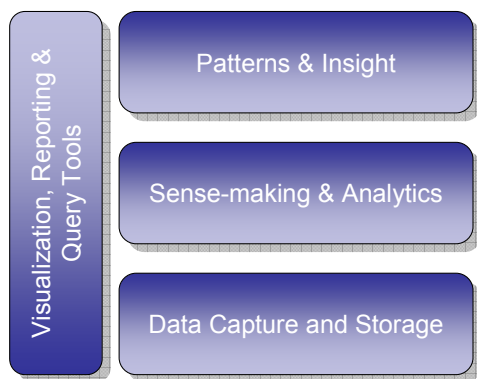 Visualization, Reporting &
Query Tools
Patterns & Insight
Sense-making & Analytics
Data Capture and Storage